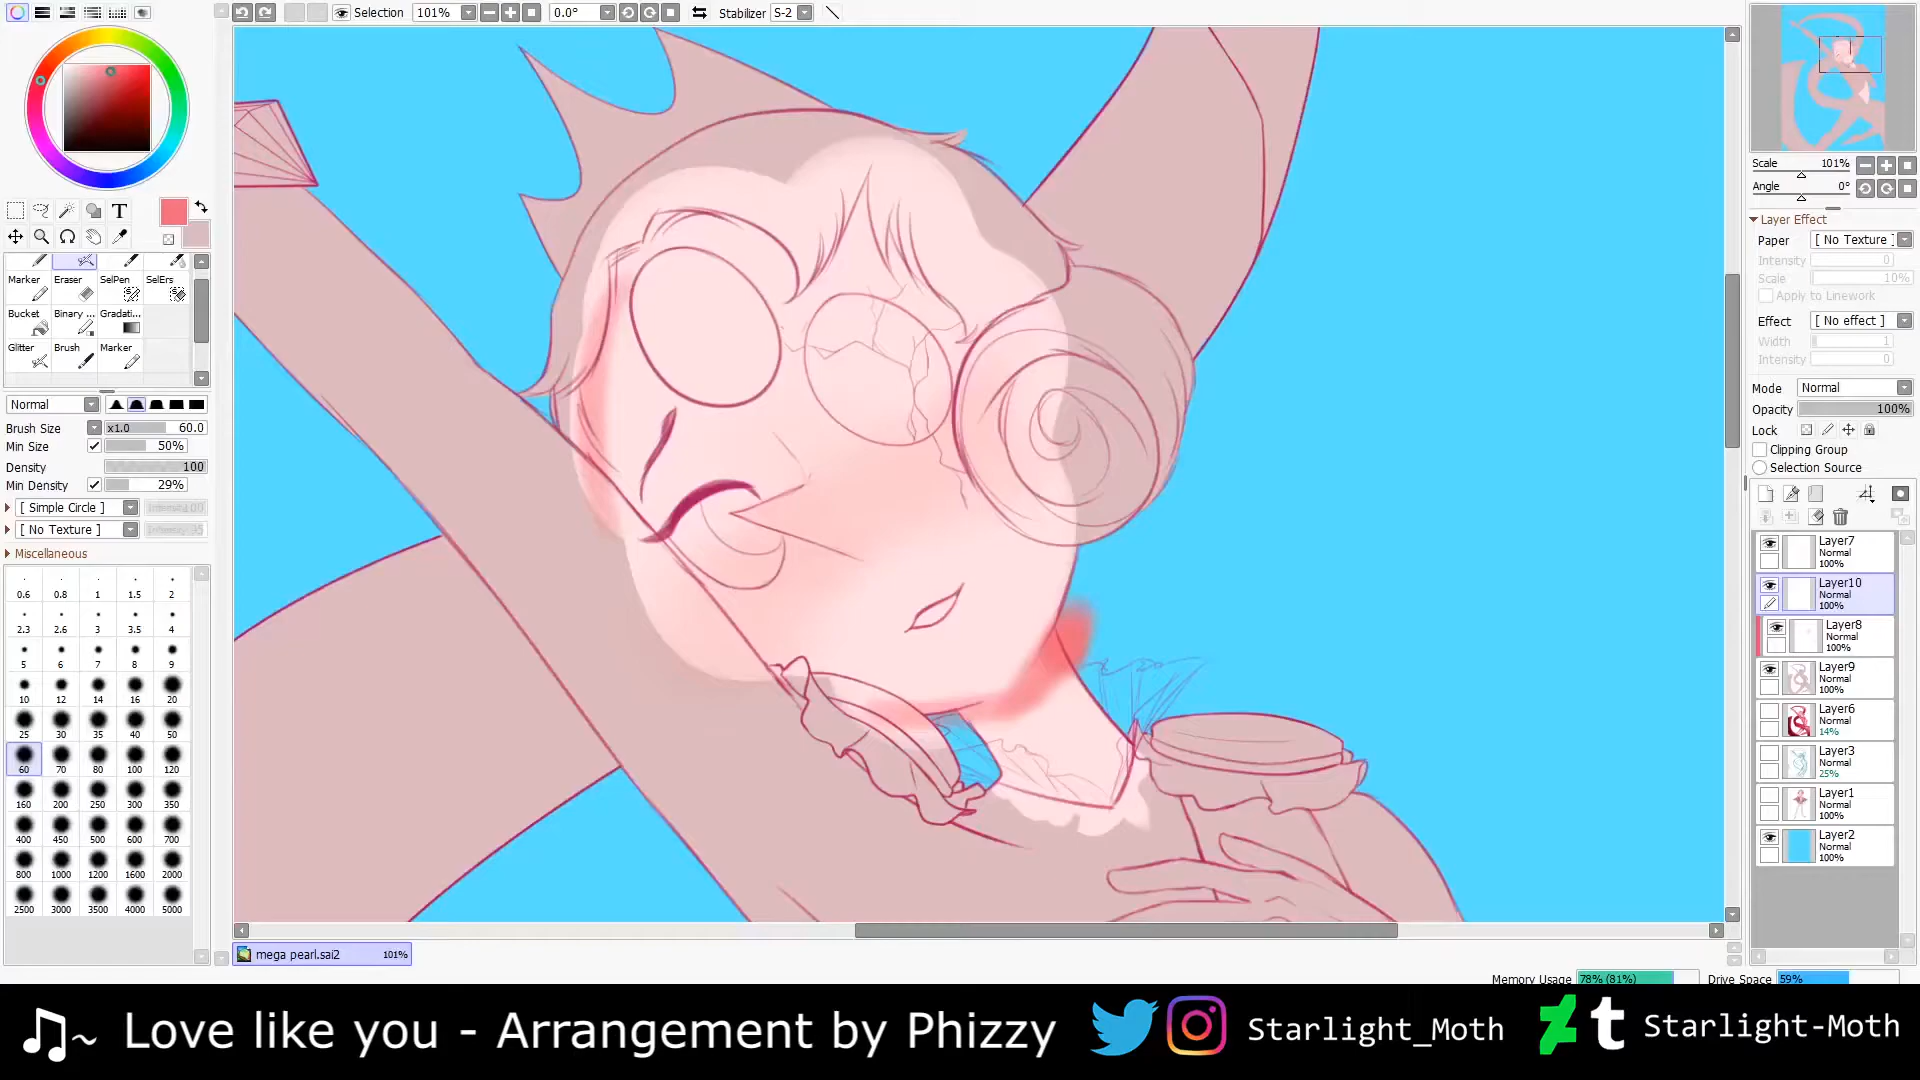 Selection 101% 0.0° Stabilizer S-2
T
Marker Eraser SelPen SelErs
Bucket Binary ... Gradati...
Glitter Brush Marker
Normal
Brush Size x1.0 60.0
Min Size 50%
Density 100
Min Density 29%
[ Simple Circle ]
[ No Texture ]
Miscellaneous
0.6 0.8 1 1.5 2
2.3 2.6 3 3.5 4
5 6 7 8 9
10 12 14 16 20
25 30 35 40 50
60 70 80 100 120
160 200 250 300 350
400 450 500 600 700
800 1000 1200 1600 2000
2500 3000 3500 4000 5000
Scale 101%
Angle 0°
Layer Effect
Paper [ No Texture ]
Intensity 0
Scale 10%
Apply to Linework
Effect [ No effect ]
Width 1
Intensity 0
Mode Normal
Opacity 100%
Lock
Clipping Group
Selection Source
Layer7
Normal
100%
Layer10
Normal
100%
Layer8
Normal
100%
Layer9
Normal
100%
Layer6
Normal
14%
Layer3
Normal
25%
Layer1
Normal
100%
Layer2
Normal
100%
mega pearl.sai2 101%
Memory Usage 78% (81%) Drive Space 59%
♫~ Love like you - Arrangement by Phizzy Starlight_Moth t Starlight-Moth